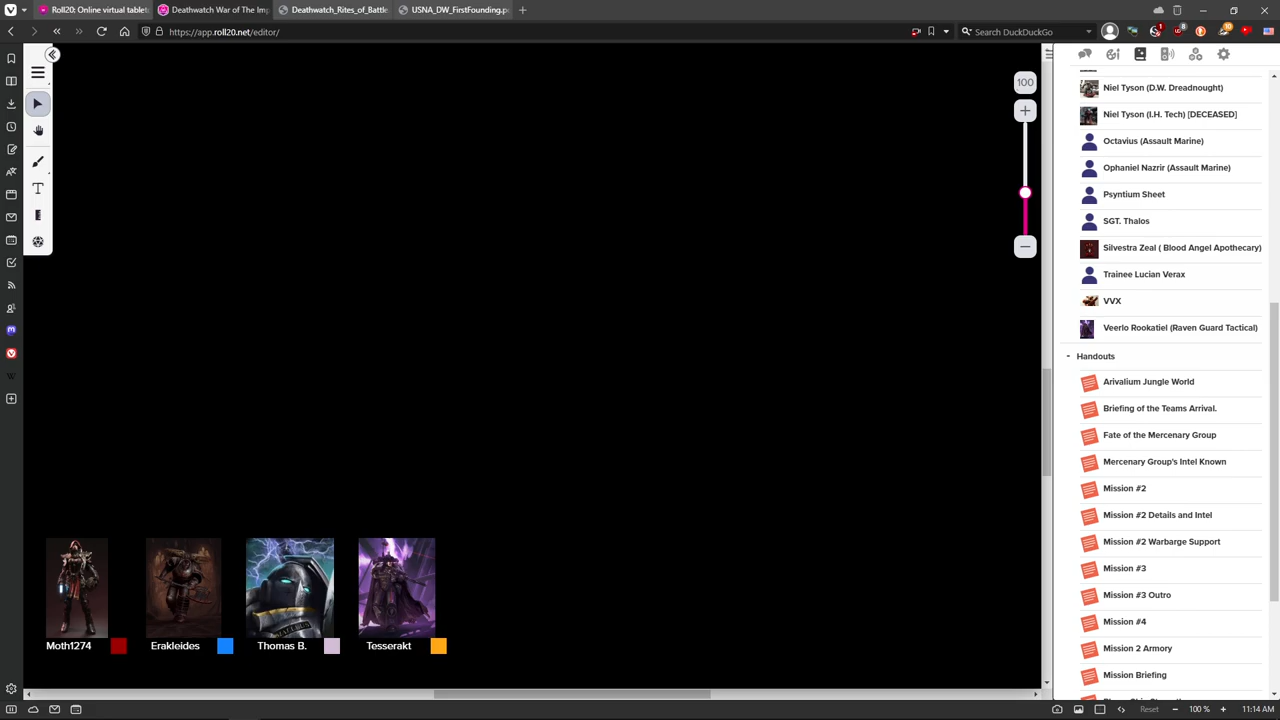 Roll20: Online virtual tablet
Deathwatch War of The Imp
Deathwatch_Rites_of_Battle
USNA_DW_FirstFounding.p
https://app.roll20.net/editor/
1
8
10
Search DuckDuckGo
100
Niel Tyson (D.W. Dreadnought)
Niel Tyson (I.H. Tech) [DECEASED]
Octavius (Assault Marine)
Ophaniel Nazrir (Assault Marine)
Psyntium Sheet
SGT. Thalos
Silvestra Zeal ( Blood Angel Apothecary)
Trainee Lucian Verax
VVX
Veerlo Rookatiel (Raven Guard Tactical)
Handouts
Arivalium Jungle World
Briefing of the Teams Arrival.
Fate of the Mercenary Group
Mercenary Group's Intel Known
Mission #2
Mission #2 Details and Intel
Mission #2 Warbarge Support
Mission #3
Mission #3 Outro
Mission #4
Mission 2 Armory
Mission Briefing
Moth1274
Erakleides
Thomas B.
Tesserakt
Reset
100 %
11:14 AM